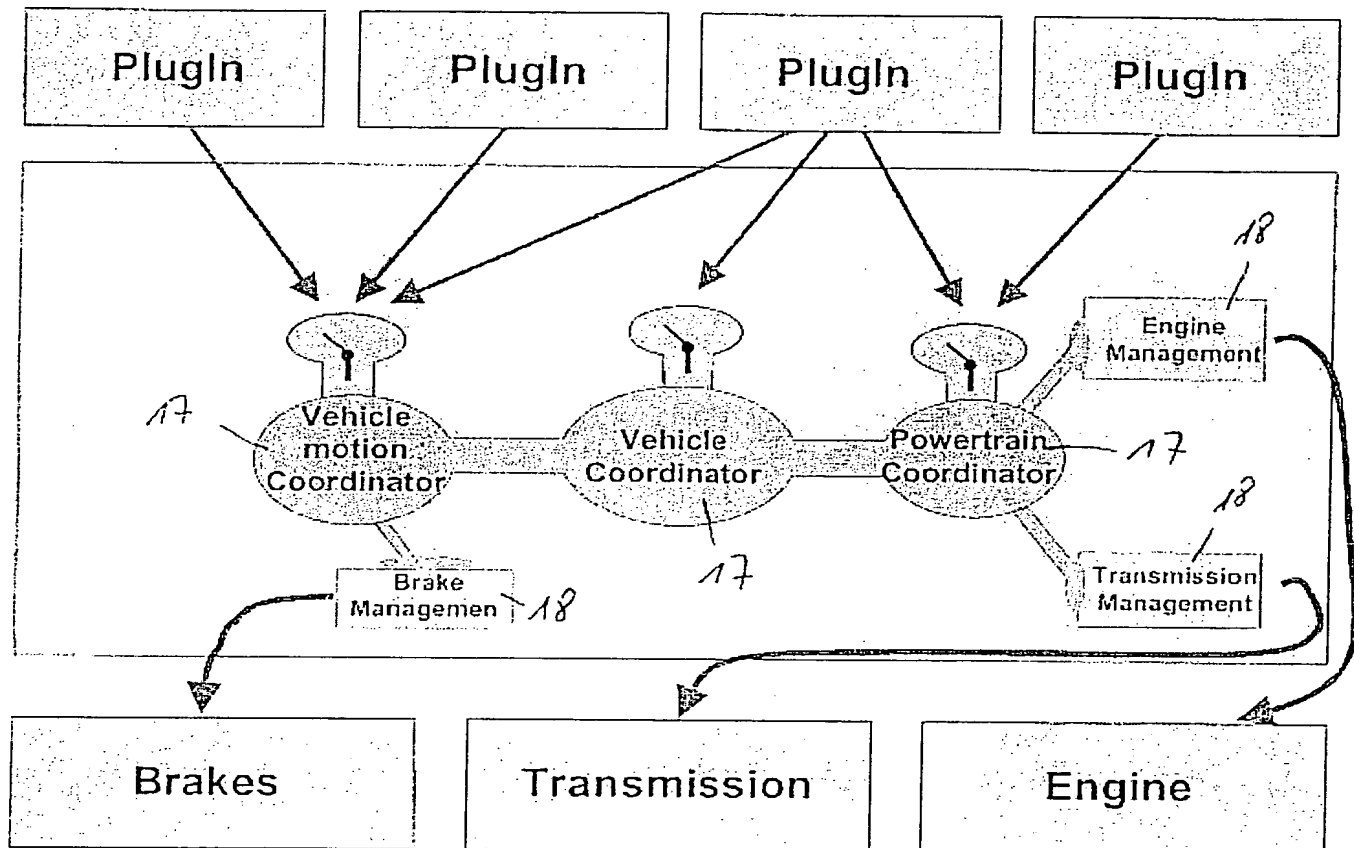 PlugIn
PlugIn
PlugIn
PlugIn
18
Engine
Management
17
Vehicle
motion
Coordinator
Vehicle
Coordinator
Powertrain
Coordinator
17
18
17
Brake
Managemen
18
Transmission
Management
Brakes
Transmission
Engine